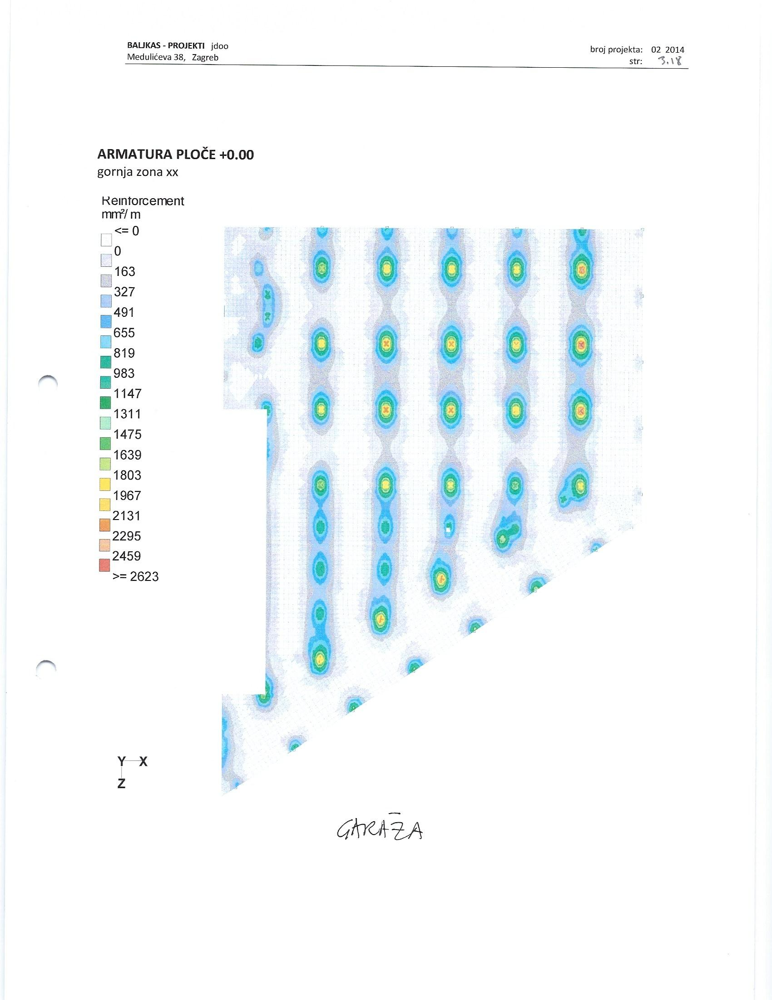 BALJKAS - PROJEKTI jdoo
Medulićeva 38, Zagreb
broj projekta: 02 2014
str: 3.18
ARMATURA PLOČE +0.00
gornja zona xx
Reinforcement
mm²/ m
<= 0
0
163
327
491
655
819
983
1147
1311
1475
1639
1803
1967
2131
2295
2459
>= 2623
Y X
Z
GARAŽA